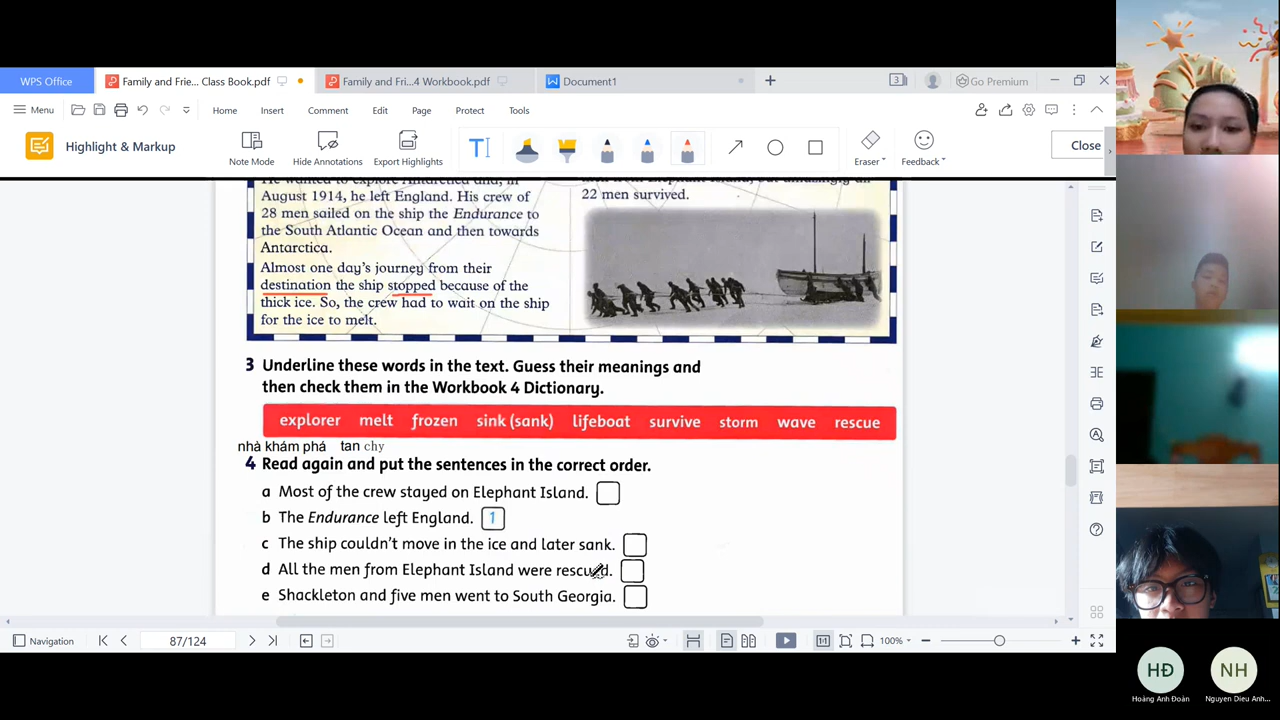 WPS Office
Family and Frie... Class Book.pdf
Family and Fri...4 Workbook.pdf
Document1
3
Go Premium
Menu
Home
Insert
Comment
Edit
Page
Protect
Tools
Highlight & Markup
Note Mode
Hide Annotations
Export Highlights
Eraser
Feedback
Close
August 1914, he left England. His crew of
28 men sailed on the ship the Endurance to
the South Atlantic Ocean and then towards
Antarctica.
Almost one day's journey from their
destination the ship stopped because of the
thick ice. So, the crew had to wait on the ship
for the ice to melt.
22 men survived.
3 Underline these words in the text. Guess their meanings and
then check them in the Workbook 4 Dictionary.
explorer melt frozen sink (sank) lifeboat survive storm wave rescue
nhà khám phá tan chy
4 Read again and put the sentences in the correct order.
a Most of the crew stayed on Elephant Island.
b The Endurance left England. 1
c The ship couldn't move in the ice and later sank.
d All the men from Elephant Island were rescued.
e Shackleton and five men went to South Georgia.
Navigation
87/124
100%
HĐ
Hoàng Anh Đoàn
NH
Nguyen Dieu Anh...